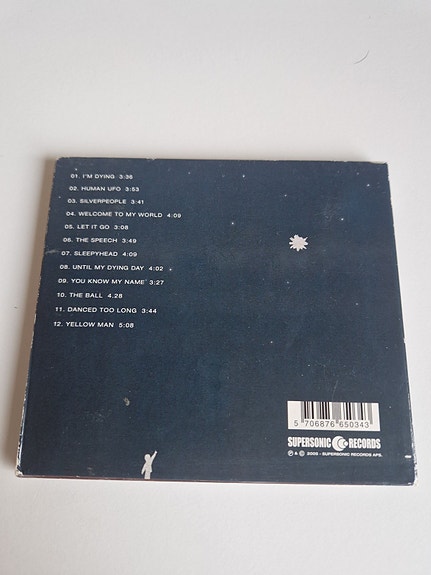 01. I'M DYING 3:36
02. HUMAN UFO 3:53
03. SILVERPEOPLE 3:41
04. WELCOME TO MY WORLD 4:09
05. LET IT GO 3:08
06. THE SPEECH 3:49
07. SLEEPYHEAD 4:09
08. UNTIL MY DYING DAY 4:02
09. YOU KNOW MY NAME 3:27
10. THE BALL 4.28
11. DANCED TOO LONG 3:44
12. YELLOW MAN 5:08
5 706876 650343
SUPERSONIC RECORDS
℗ & © 2005 - SUPERSONIC RECORDS APS.